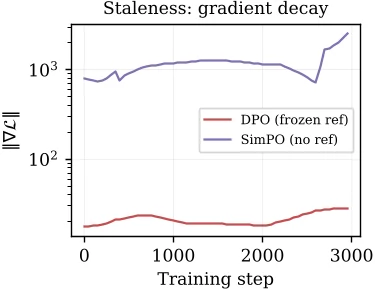 Staleness: gradient decay
‖∇ℒ‖
10³
10²
DPO (frozen ref)
SimPO (no ref)
0 1000 2000 3000
Training step